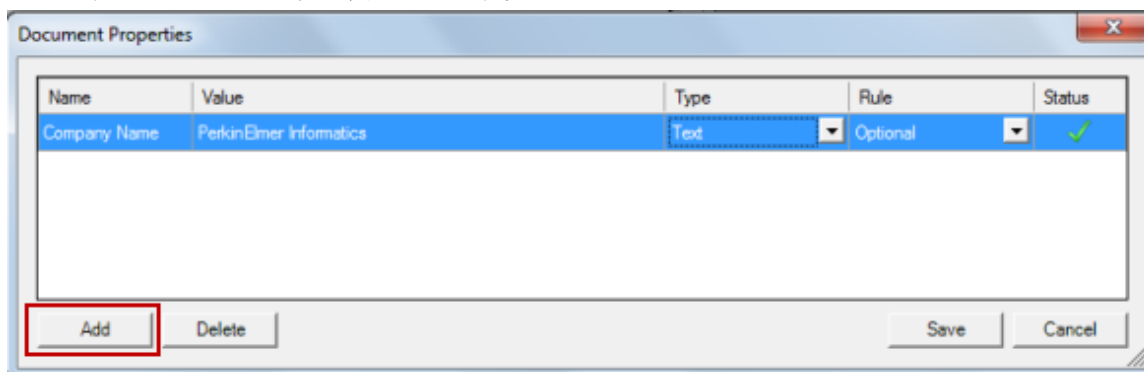 Document Properties
Name Value Type Rule Status
Company Name PerkinElmer Informatics Text Optional
Add Delete Save Cancel